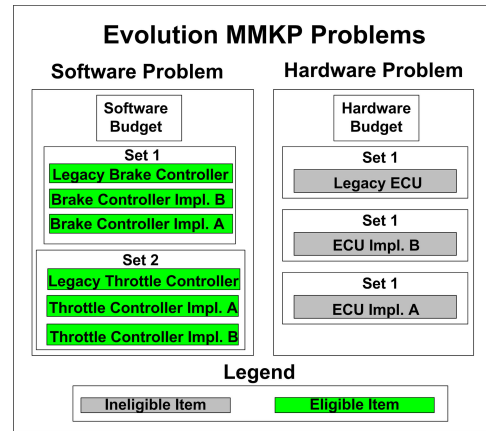 Evolution MMKP Problems
Software Problem
Software
Budget
Set 1
Legacy Brake Controller
Brake Controller Impl. B
Brake Controller Impl. A
Set 2
Legacy Throttle Controller
Throttle Controller Impl. A
Throttle Controller Impl. B
Hardware Problem
Hardware
Budget
Set 1
Legacy ECU
Set 1
ECU Impl. B
Set 1
ECU Impl. A
Legend
Ineligible Item
Eligible Item